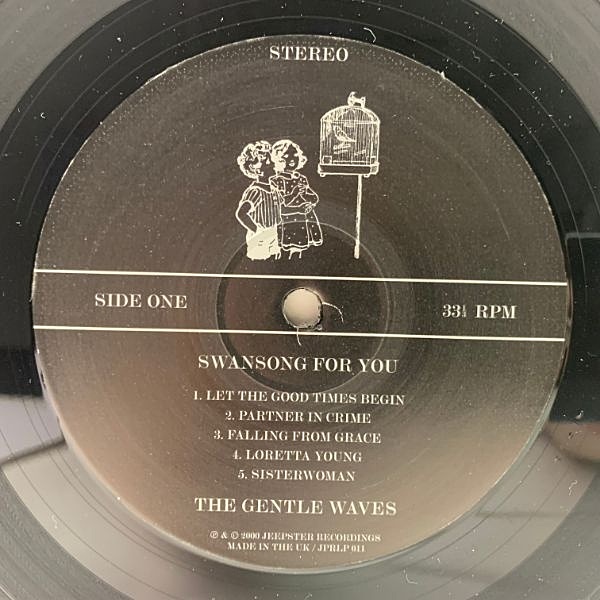 STEREO
SIDE ONE
33⅓ RPM
SWANSONG FOR YOU
1. LET THE GOOD TIMES BEGIN
2. PARTNER IN CRIME
3. FALLING FROM GRACE
4. LORETTA YOUNG
5. SISTERWOMAN
THE GENTLE WAVES
℗ & © 2000 JEEPSTER RECORDINGS
MADE IN THE UK / JPRLP 011